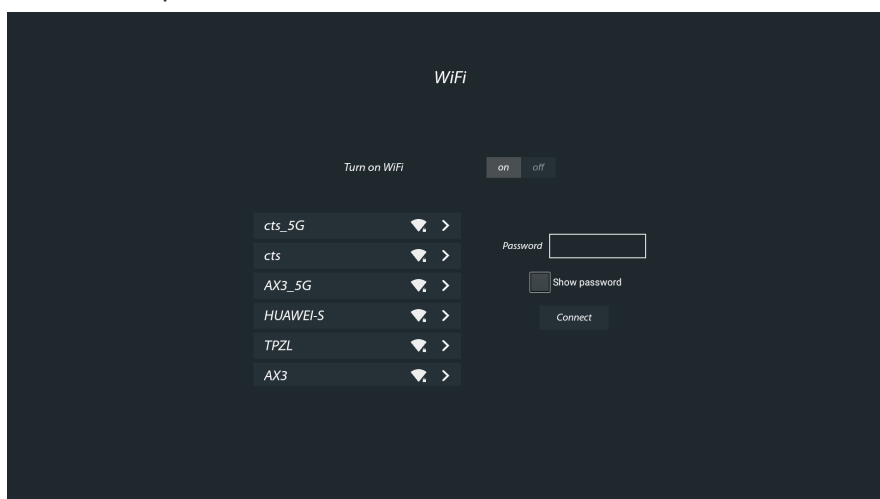 WiFi
Turn on WiFi on off
cts_5G
cts
AX3_5G
HUAWEI-S
TPZL
AX3
Password
Show password
Connect